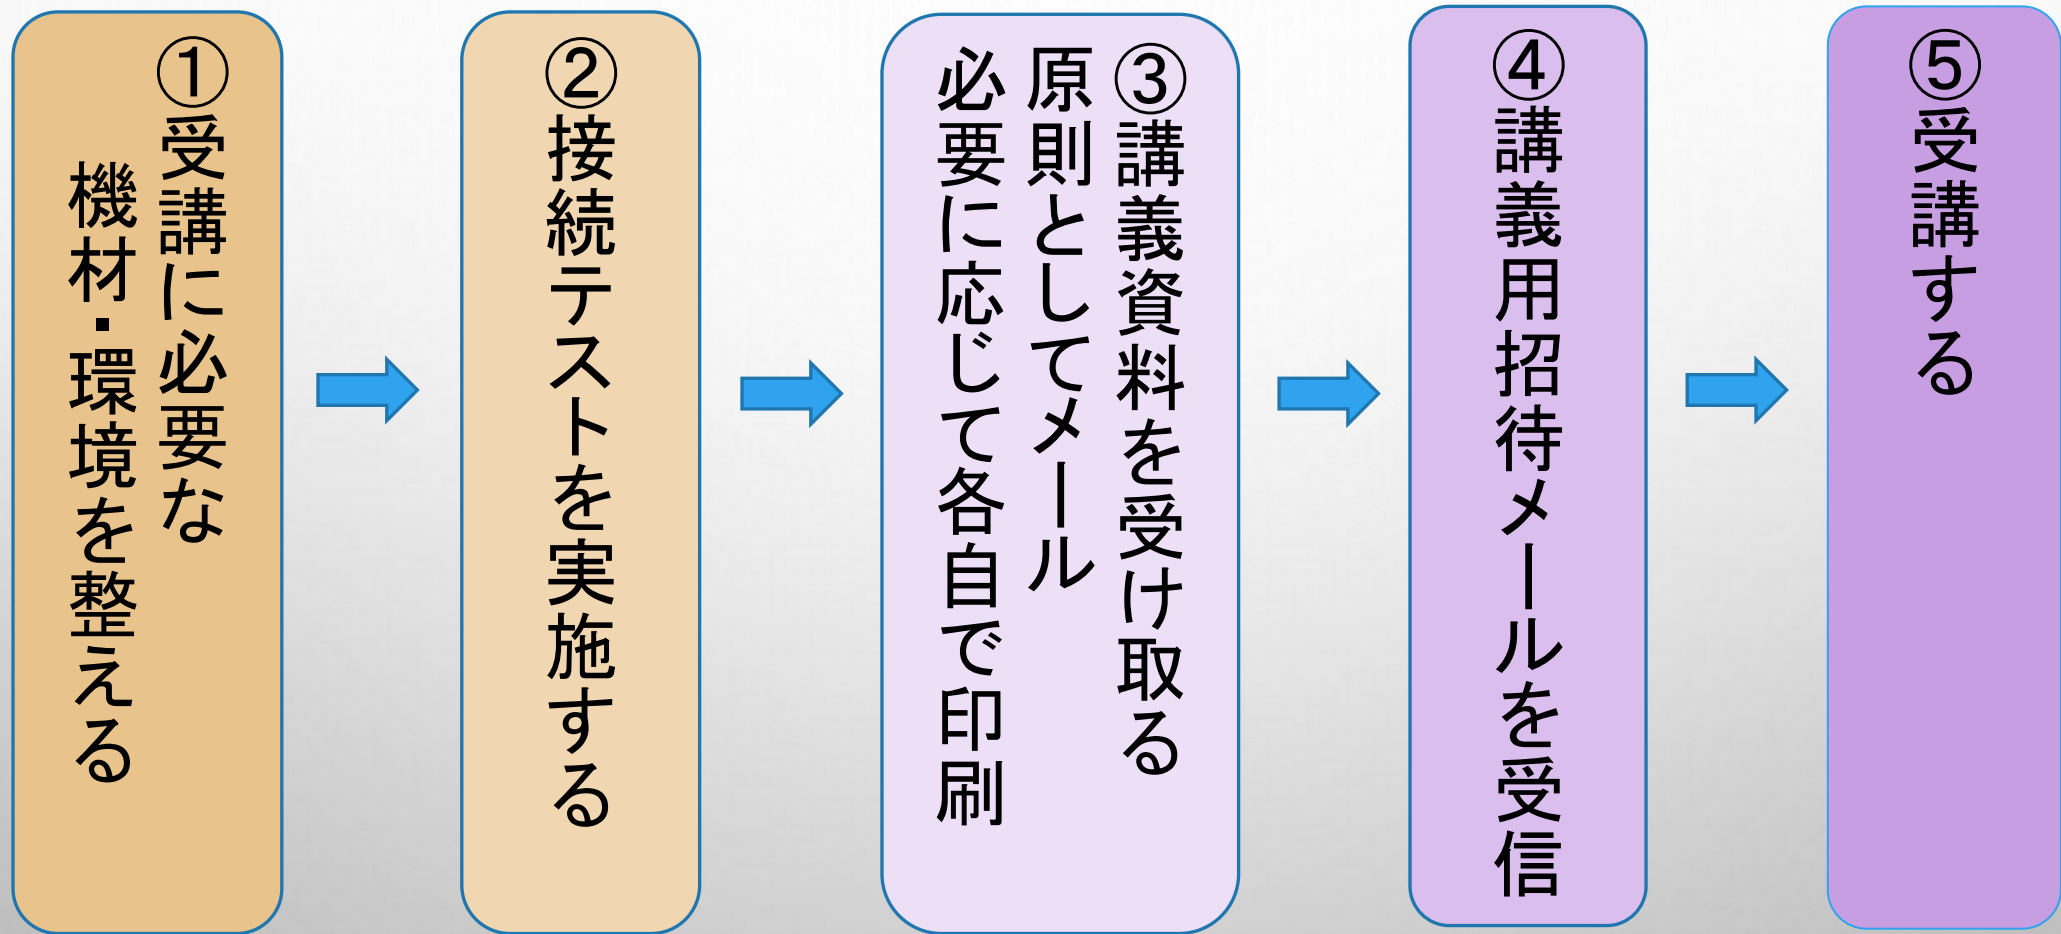 ①受講に必要な
機材・環境を整える
②接続テストを実施する
③講義資料を受け取る
原則としてメール
必要に応じて各自で印刷
④講義用招待メールを受信
⑤受講する